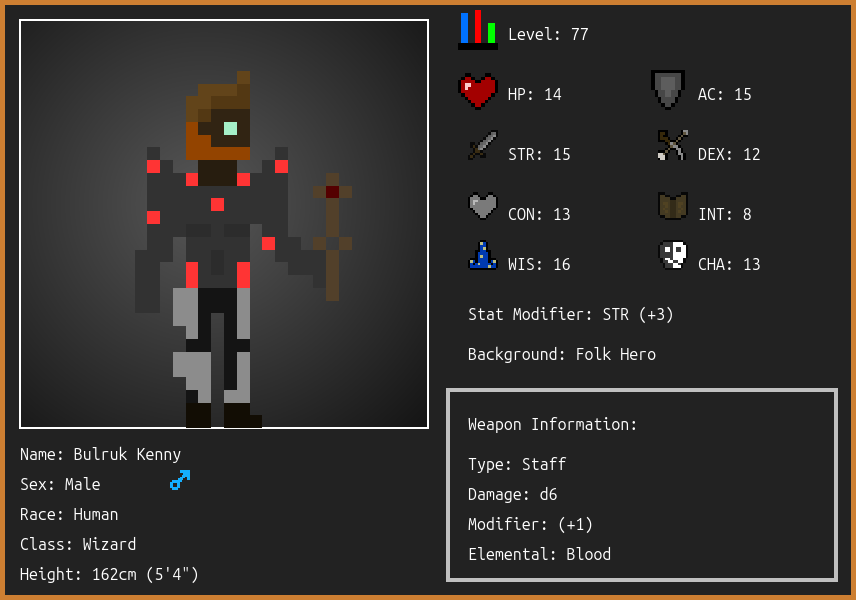 Level: 77
HP: 14
AC: 15
STR: 15
DEX: 12
CON: 13
INT: 8
WIS: 16
CHA: 13
Stat Modifier: STR (+3)
Background: Folk Hero
Weapon Information:
Type: Staff
Damage: d6
Modifier: (+1)
Elemental: Blood
Name: Bulruk Kenny
Sex: Male
Race: Human
Class: Wizard
Height: 162cm (5'4")